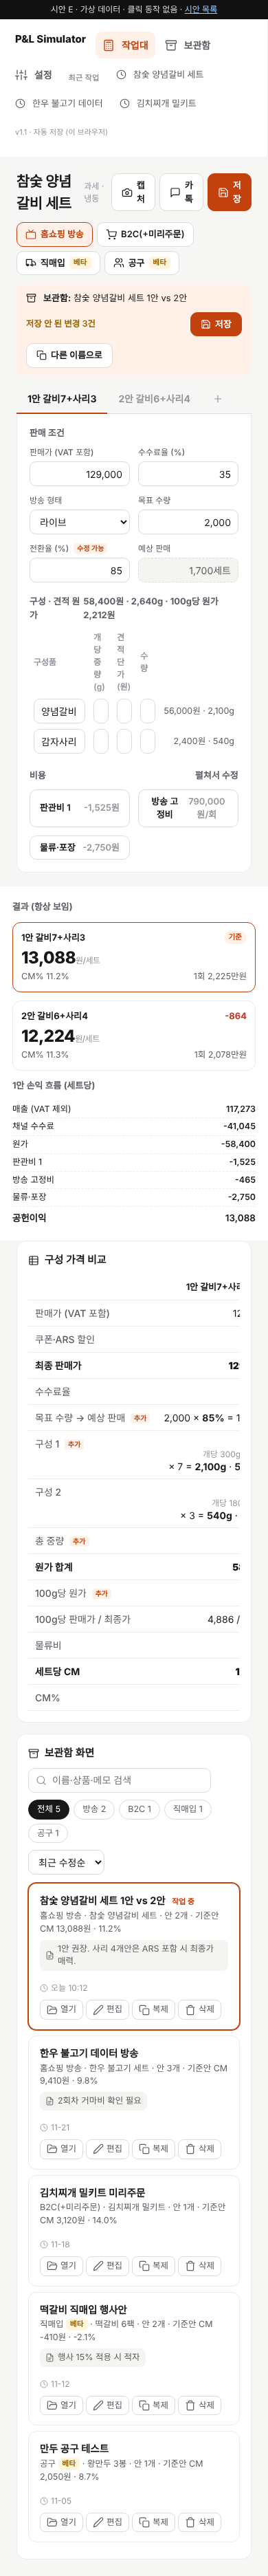 시안 E · 가상 데이터 · 클릭 동작 없음 · 시안 목록
P&L Simulator
작업대
보관함
설정
최근 작업
참숯 양념갈비 세트
한우 불고기 데이터
김치찌개 밀키트
v1.1 · 자동 저장 (이 브라우저)
참숯 양념
갈비 세트
과세 ·
냉동
캡
처
카
톡
저
장
홈쇼핑 방송
B2C(+미리주문)
직매입 베타
공구 베타
보관함: 참숯 양념갈비 세트 1안 vs 2안
저장 안 된 변경 3건
저장
다른 이름으로
1안 갈비7+사리3
2안 갈비6+사리4
+
판매 조건
판매가 (VAT 포함)
수수료율 (%)
129,000
35
방송 형태
목표 수량
라이브
2,000
전환율 (%) 수정 가능
예상 판매
85
1,700세트
구성 · 견적 원
가
58,400원 · 2,640g · 100g당 원가
2,212원
구성품
개
당
중
량
(g)
견
적
단
가
(원)
수
량
양념갈비
56,000원 · 2,100g
감자사리
2,400원 · 540g
비용
펼쳐서 수정
판관비 1
-1,525원
방송 고
정비
790,000
원/회
물류·포장 -2,750원
결과 (항상 보임)
1안 갈비7+사리3
기준
13,088원/세트
CM% 11.2%
1회 2,225만원
2안 갈비6+사리4
-864
12,224원/세트
CM% 11.3%
1회 2,078만원
1안 손익 흐름 (세트당)
매출 (VAT 제외) 117,273
채널 수수료 -41,045
원가 -58,400
판관비 1 -1,525
방송 고정비 -465
물류·포장 -2,750
공헌이익 13,088
구성 가격 비교
1안 갈비7+사리
판매가 (VAT 포함)
쿠폰·ARS 할인
최종 판매가
수수료율
목표 수량 → 예상 판매 추가 2,000 × 85% = 1
구성 1 추가
개당 300g
× 7 = 2,100g · 5
구성 2
개당 180
× 3 = 540g ·
총 중량 추가
원가 합계
100g당 원가 추가
100g당 판매가 / 최종가 4,886 /
물류비
세트당 CM
CM%
보관함 화면
이름·상품·메모 검색
전체 5
방송 2
B2C 1
직매입 1
공구 1
최근 수정순
참숯 양념갈비 세트 1안 vs 2안 작업 중
홈쇼핑 방송 · 참숯 양념갈비 세트 · 안 2개 · 기준안
CM 13,088원 · 11.2%
1안 권장. 사리 4개안은 ARS 포함 시 최종가
매력.
오늘 10:12
열기
편집
복제
삭제
한우 불고기 데이터 방송
홈쇼핑 방송 · 한우 불고기 세트 · 안 3개 · 기준안 CM
9,410원 · 9.8%
2회차 거마비 확인 필요
11-21
열기
편집
복제
삭제
김치찌개 밀키트 미리주문
B2C(+미리주문) · 김치찌개 밀키트 · 안 1개 · 기준안
CM 3,120원 · 14.0%
11-18
열기
편집
복제
삭제
떡갈비 직매입 행사안
직매입 베타 · 떡갈비 6팩 · 안 2개 · 기준안 CM
-410원 · -2.1%
행사 15% 적용 시 적자
11-12
열기
편집
복제
삭제
만두 공구 테스트
공구 베타 · 왕만두 3봉 · 안 1개 · 기준안 CM
2,050원 · 8.7%
11-05
열기
편집
복제
삭제